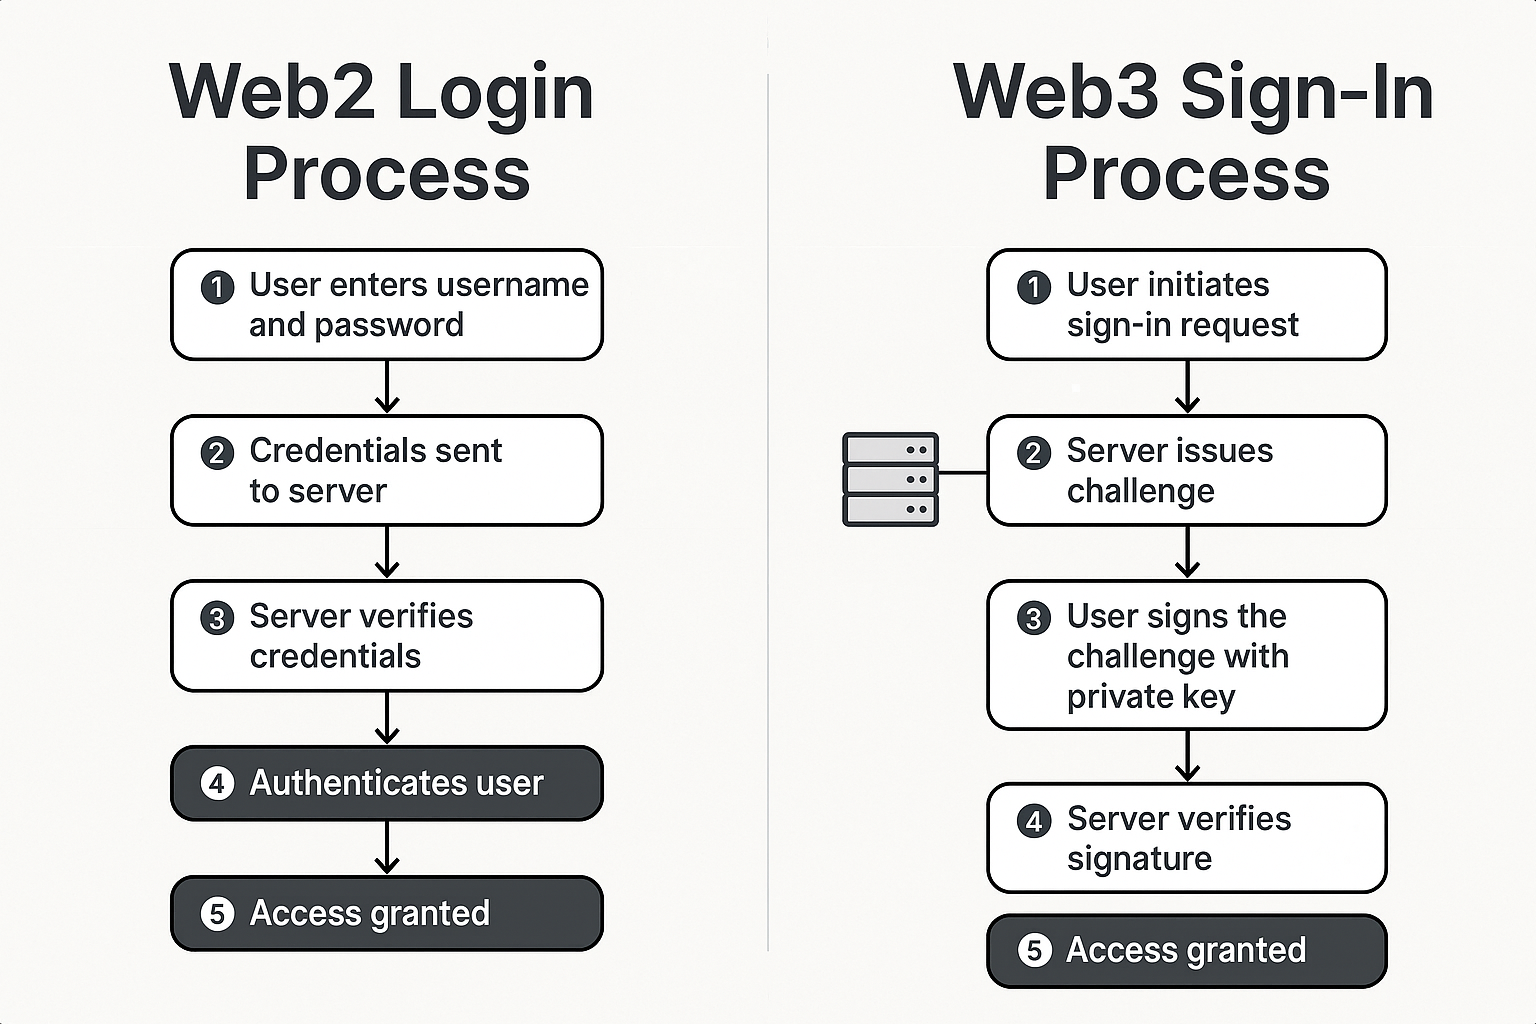 Web2 Login
Process
1 User enters username
and password
2 Credentials sent
to server
3 Server verifies
credentials
4 Authenticates user
5 Access granted
Web3 Sign-In
Process
1 User initiates
sign-in request
2 Server issues
challenge
3 User signs the
challenge with
private key
4 Server verifies
signature
5 Access granted